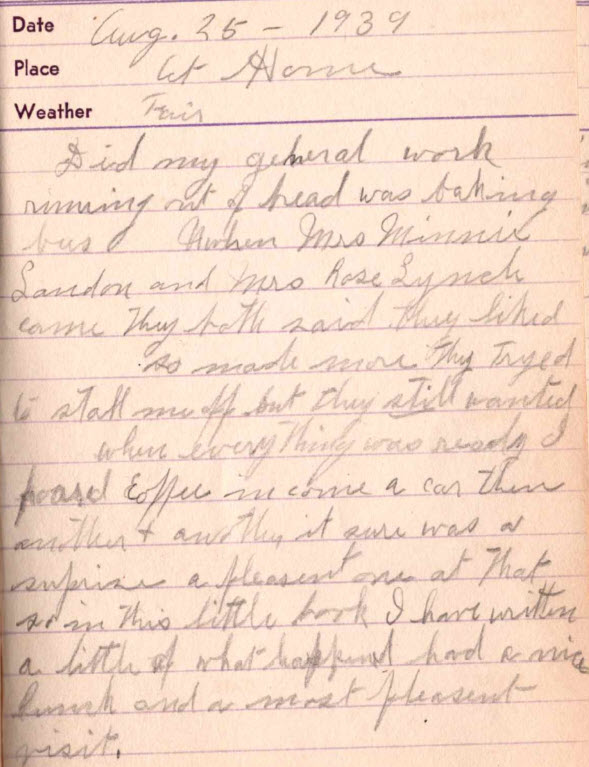 Date Aug. 25 - 1939
Place At Home
Weather Fair
Did my general work
running out of bread was baking
bus When Mrs Minnie
Landon and Mrs Rose Lynch
came They both said they liked
so made more they tryed
to stall me off but they still wanted
when everything was ready I
poard Coffee in come a car then
another + another it sure was a
suprise a pleasent one at That
so in this little book I have written
a little of what happend had a nice
lunch and a most pleasent
visit.